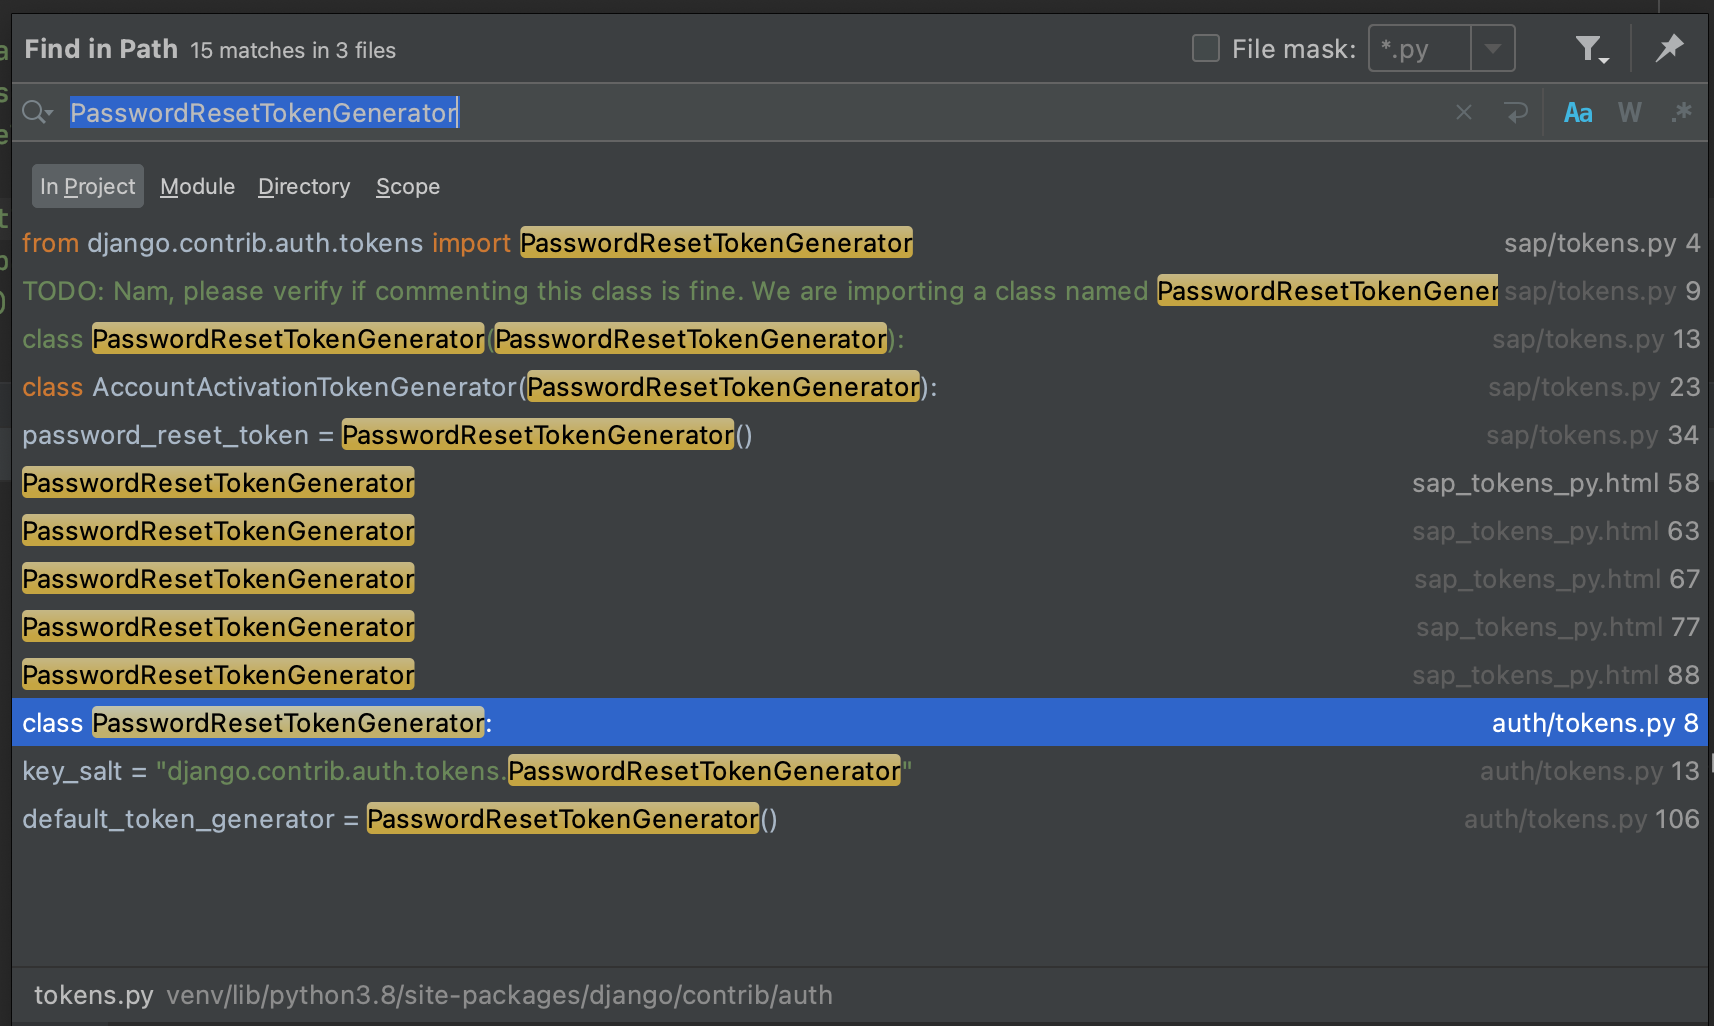 Find in Path 15 matches in 3 files File mask: *.py
PasswordResetTokenGenerator Aa W .*
In Project Module Directory Scope
from django.contrib.auth.tokens import PasswordResetTokenGenerator sap/tokens.py 4
TODO: Nam, please verify if commenting this class is fine. We are importing a class named PasswordResetTokenGener sap/tokens.py 9
class PasswordResetTokenGenerator(PasswordResetTokenGenerator): sap/tokens.py 13
class AccountActivationTokenGenerator(PasswordResetTokenGenerator): sap/tokens.py 23
password_reset_token = PasswordResetTokenGenerator() sap/tokens.py 34
PasswordResetTokenGenerator sap_tokens_py.html 58
PasswordResetTokenGenerator sap_tokens_py.html 63
PasswordResetTokenGenerator sap_tokens_py.html 67
PasswordResetTokenGenerator sap_tokens_py.html 77
PasswordResetTokenGenerator sap_tokens_py.html 88
class PasswordResetTokenGenerator: auth/tokens.py 8
key_salt = "django.contrib.auth.tokens.PasswordResetTokenGenerator" auth/tokens.py 13
default_token_generator = PasswordResetTokenGenerator() auth/tokens.py 106
tokens.py venv/lib/python3.8/site-packages/django/contrib/auth